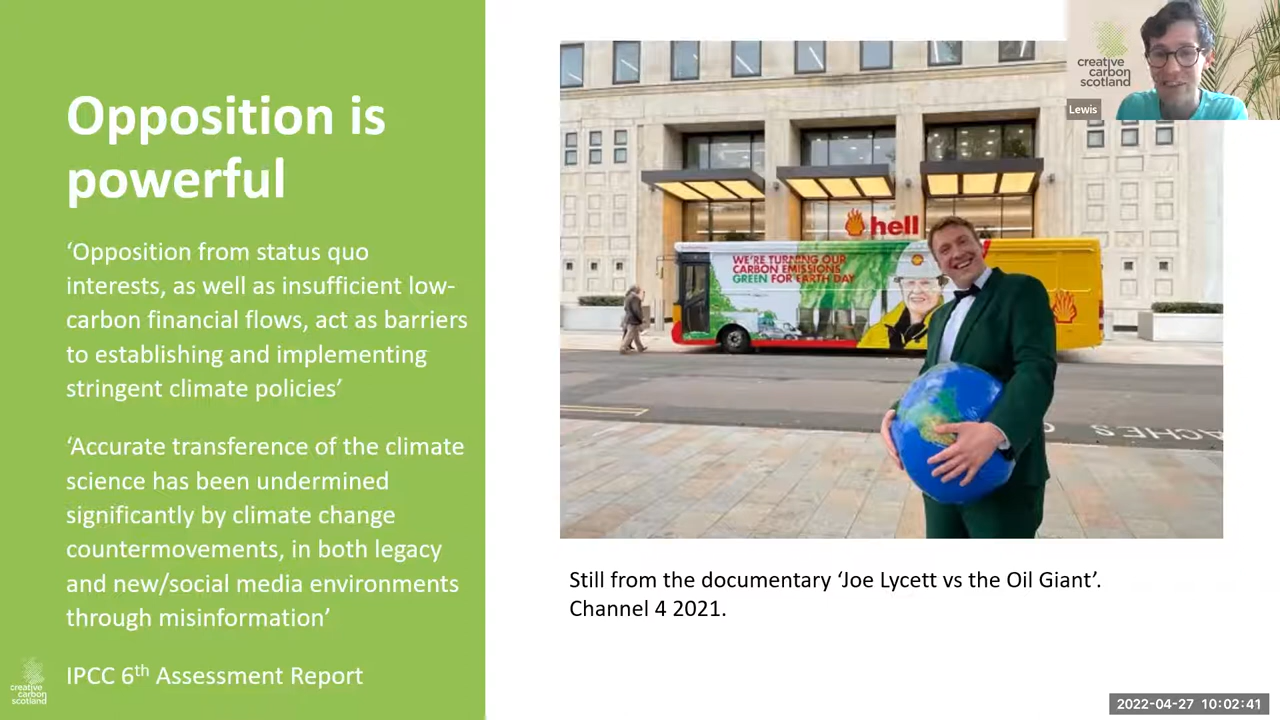 Opposition is
powerful
‘Opposition from status quo
interests, as well as insufficient low-
carbon financial flows, act as barriers
to establishing and implementing
stringent climate policies’
‘Accurate transference of the climate
science has been undermined
significantly by climate change
countermovements, in both legacy
and new/social media environments
through misinformation’
IPCC 6th Assessment Report
creative
carbon
scotland
hell
WE'RE TURNING OUR
CARBON EMISSIONS
GREEN FOR EARTH DAY
ACHES
Still from the documentary ‘Joe Lycett vs the Oil Giant’.
Channel 4 2021.
creative
carbon
scotland
Lewis
2022-04-27 10:02:41